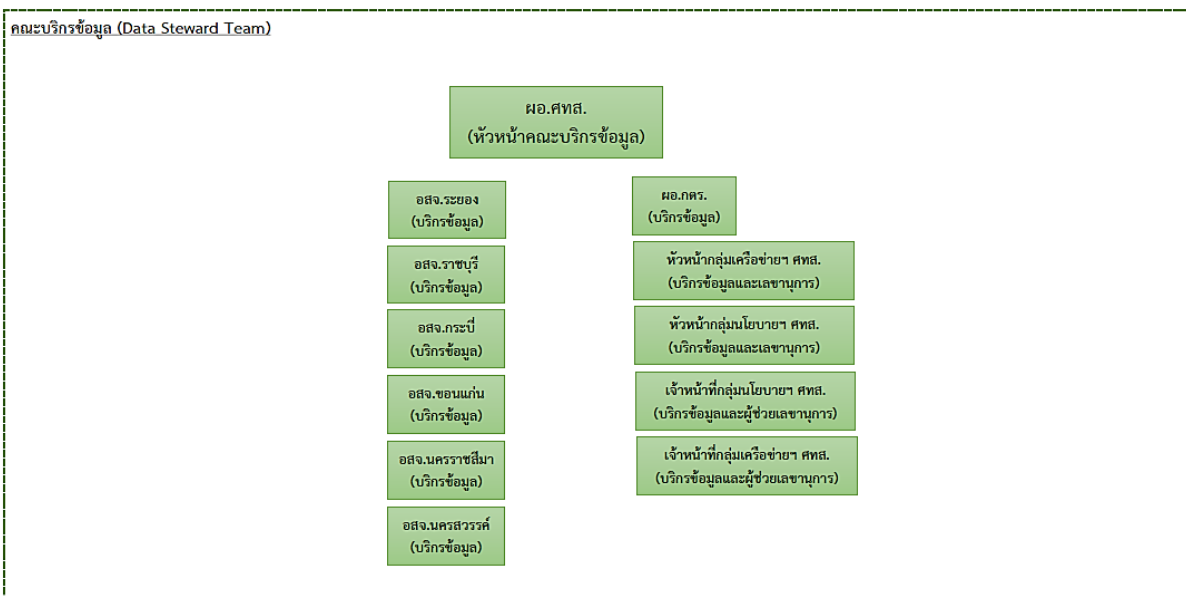 คณะบริกรข้อมูล (Data Steward Team)
ผอ.ศทส.
(หัวหน้าคณะบริกรข้อมูล)
อสจ.ระยอง
(บริกรข้อมูล)
อสจ.ราชบุรี
(บริกรข้อมูล)
อสจ.กระบี่
(บริกรข้อมูล)
อสจ.ขอนแก่น
(บริกรข้อมูล)
อสจ.นครราชสีมา
(บริกรข้อมูล)
อสจ.นครสวรรค์
(บริกรข้อมูล)
ผอ.กตร.
(บริกรข้อมูล)
หัวหน้ากลุ่มเครือข่ายฯ ศทส.
(บริกรข้อมูลและเลขานุการ)
หัวหน้ากลุ่มนโยบายฯ ศทส.
(บริกรข้อมูลและเลขานุการ)
เจ้าหน้าที่กลุ่มนโยบายฯ ศทส.
(บริกรข้อมูลและผู้ช่วยเลขานุการ)
เจ้าหน้าที่กลุ่มเครือข่ายฯ ศทส.
(บริกรข้อมูลและผู้ช่วยเลขานุการ)